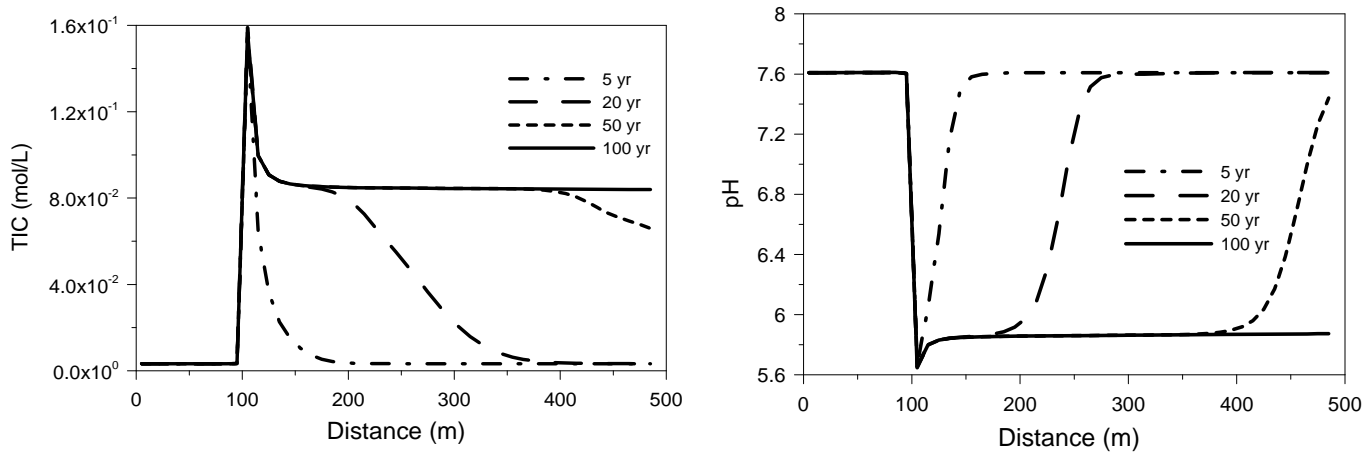 1.6x10⁻¹
1.2x10⁻¹
8.0x10⁻²
4.0x10⁻²
0.0x10⁰
TIC (mol/L)
5 yr
20 yr
50 yr
100 yr
0 100 200 300 400 500
Distance (m)
8
7.6
7.2
6.8
6.4
6
5.6
pH
5 yr
20 yr
50 yr
100 yr
0 100 200 300 400 500
Distance (m)